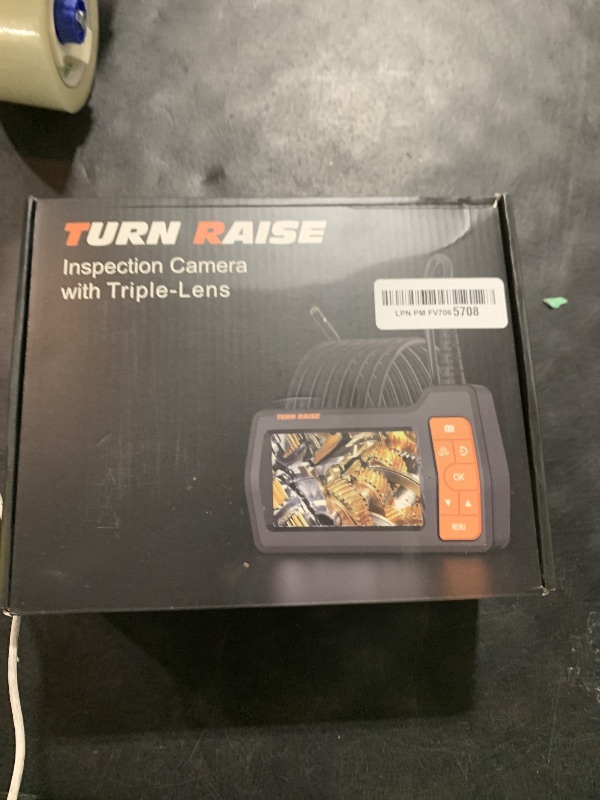 TURN RAISE
Inspection Camera
with Triple-Lens
LPN PM FV706 5708
TURN RAISE
OK
MENU